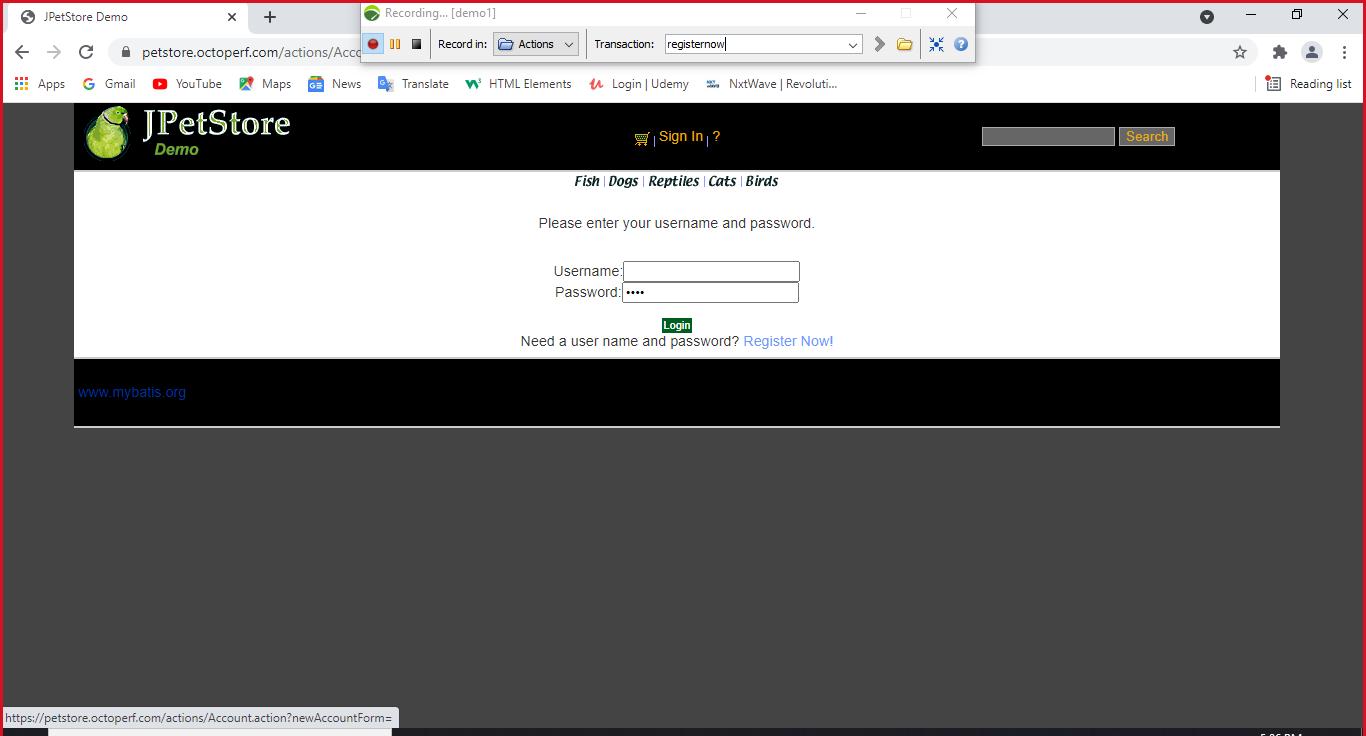 JPetStore Demo
Recording... [demo1]
Record in: Actions Transaction: registernow
petstore.octoperf.com/actions/Acco
Apps Gmail YouTube Maps News Translate HTML Elements Login | Udemy NxtWave | Revoluti... Reading list
JPetStore
Demo
Sign In | ?
Search
Fish | Dogs | Reptiles | Cats | Birds
Please enter your username and password.
Username:
Password: ••••
Login
Need a user name and password? Register Now!
www.mybatis.org
https://petstore.octoperf.com/actions/Account.action?newAccountForm=